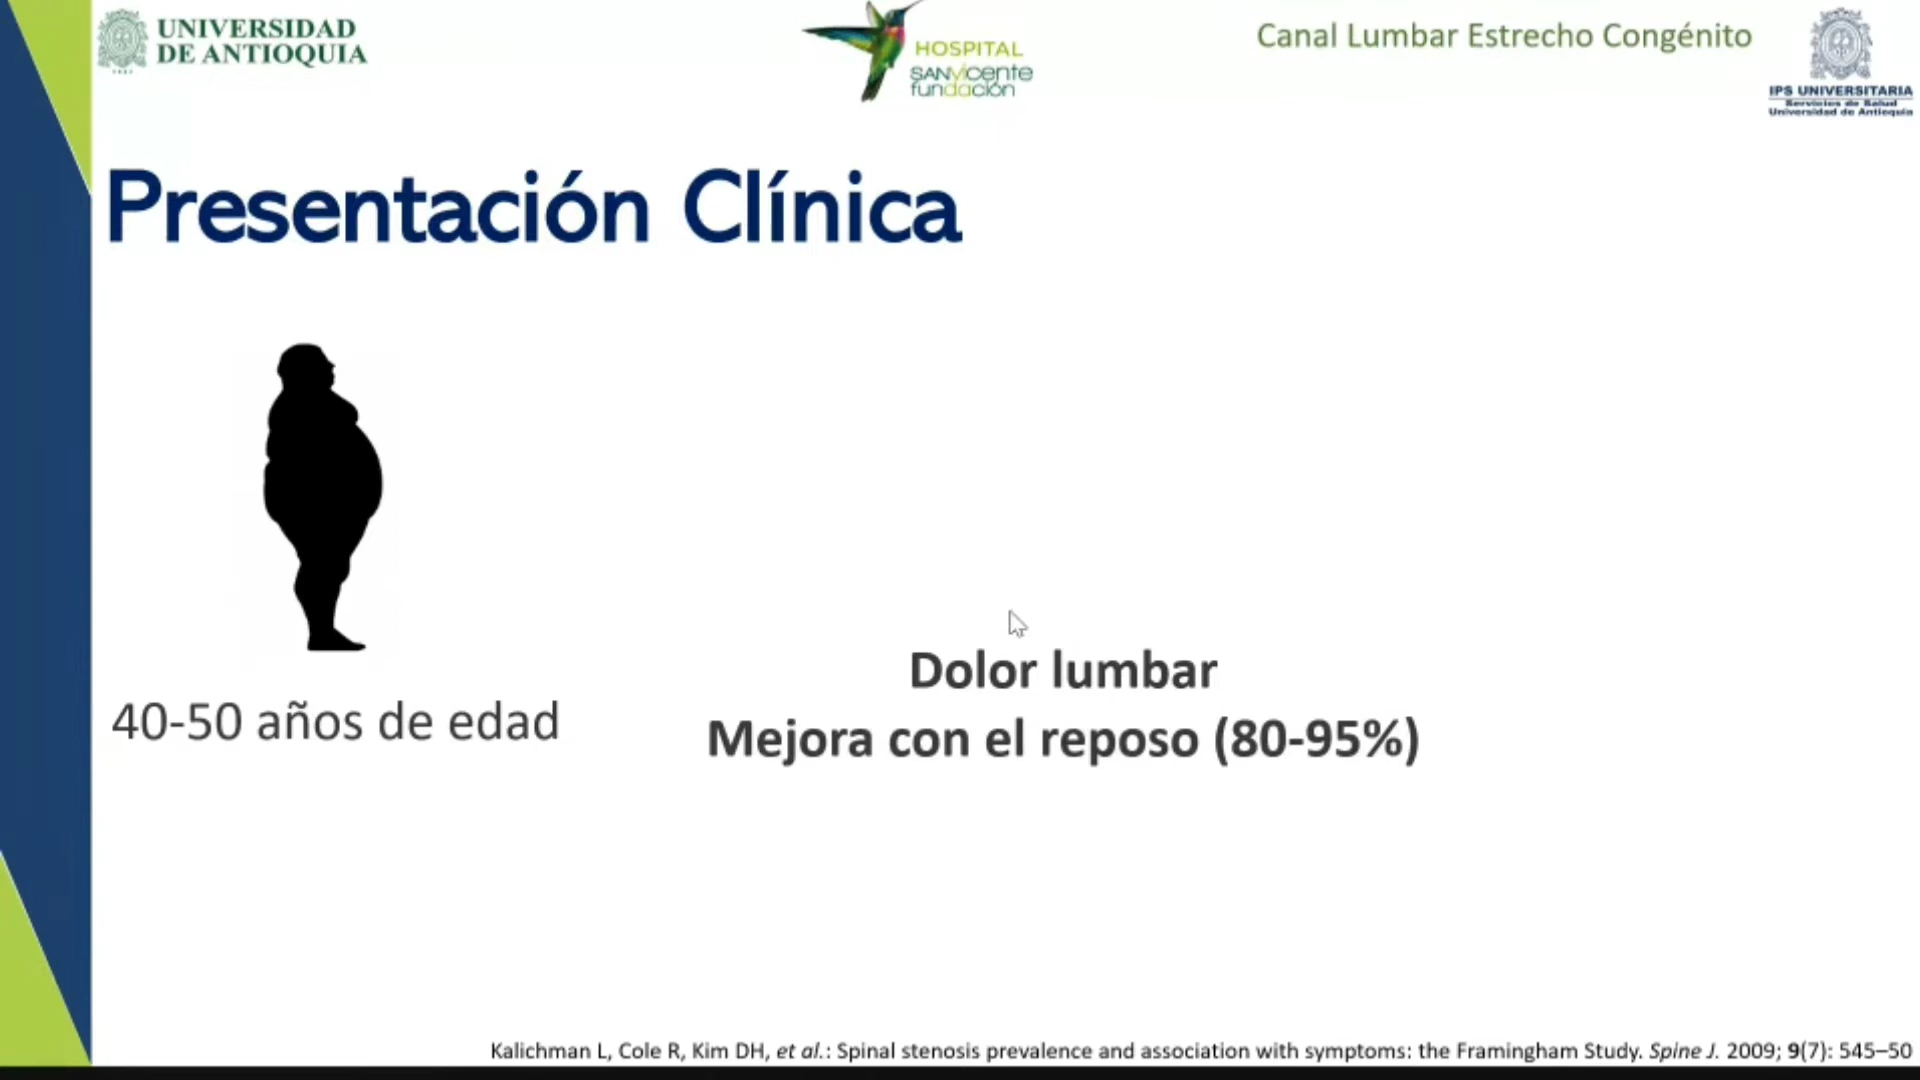 UNIVERSIDAD
DE ANTIOQUIA
HOSPITAL
SANVICENTE
fundación
Canal Lumbar Estrecho Congénito
IPS UNIVERSITARIA
Servicios de Salud
Universidad de Antioquia
Presentación Clínica
40-50 años de edad
Dolor lumbar
Mejora con el reposo (80-95%)
Kalichman L, Cole R, Kim DH, et al.: Spinal stenosis prevalence and association with symptoms: the Framingham Study. Spine J. 2009; 9(7): 545–50